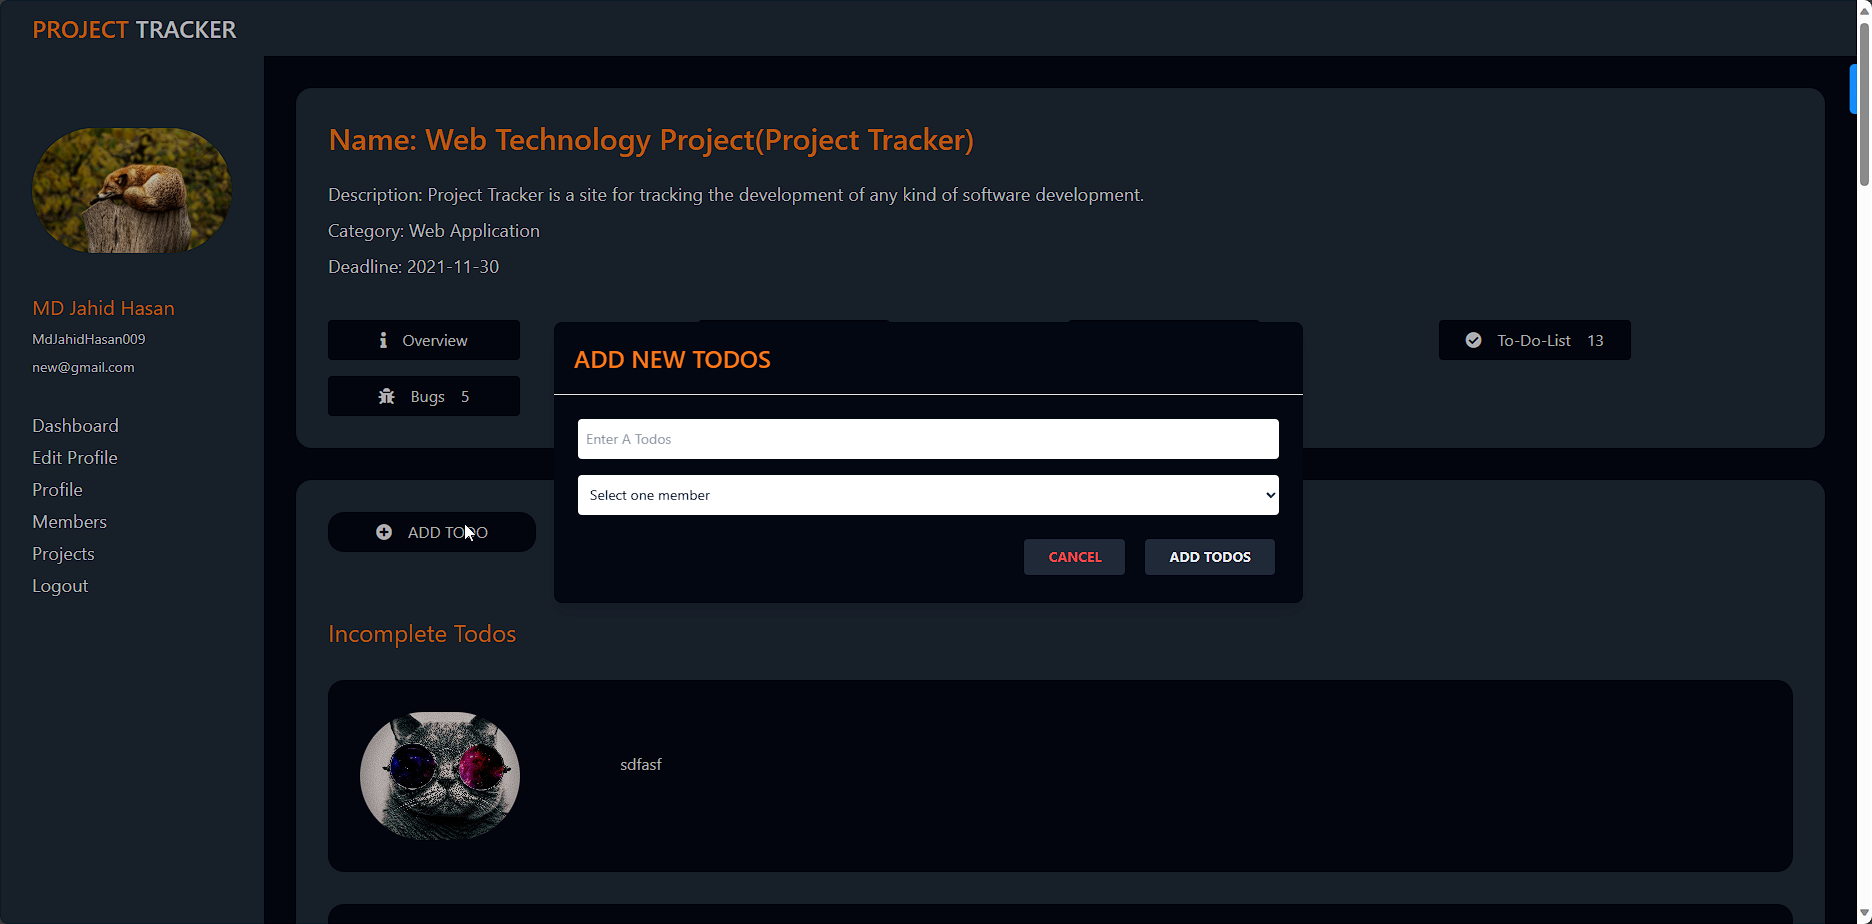 PROJECT TRACKER
MD Jahid Hasan
MdJahidHasan009
new@gmail.com
Dashboard
Edit Profile
Profile
Members
Projects
Logout
Name: Web Technology Project(Project Tracker)
Description: Project Tracker is a site for tracking the development of any kind of software development.
Category: Web Application
Deadline: 2021-11-30
Overview
To-Do-List 13
Bugs 5
ADD NEW TODOS
Enter A Todos
Select one member
CANCEL ADD TODOS
ADD TODO
Incomplete Todos
sdfasf